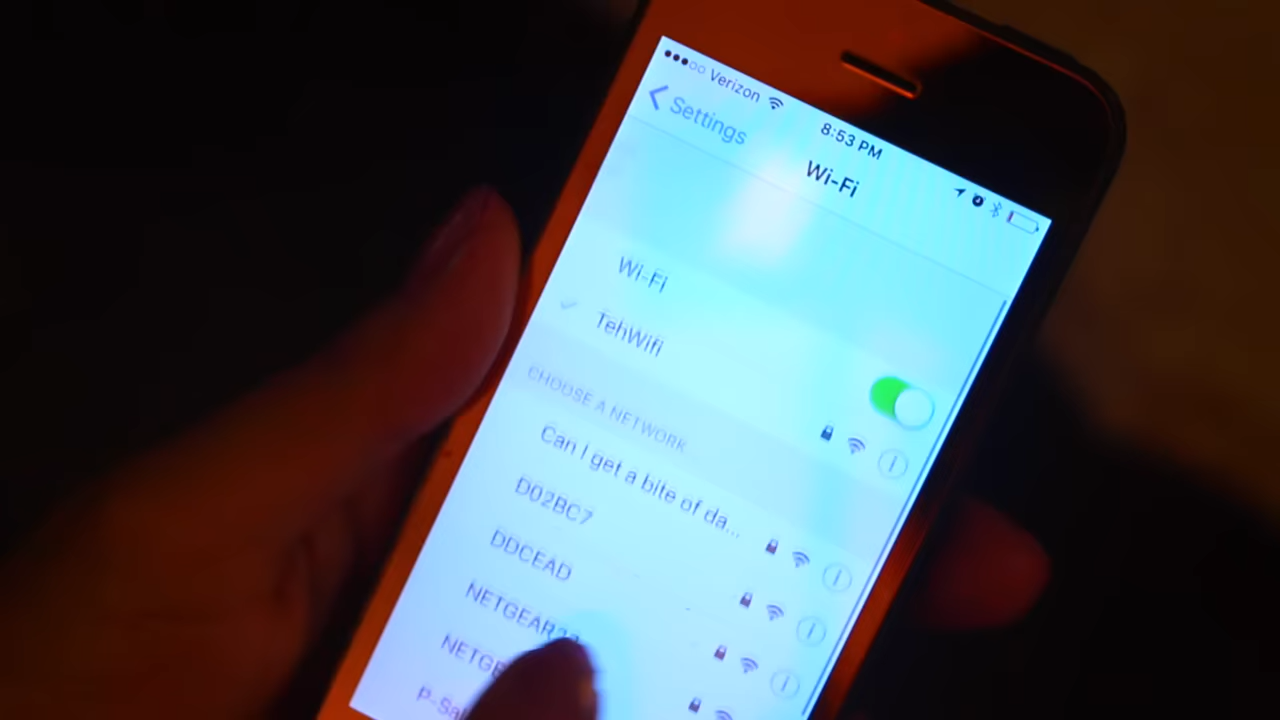 Verizon
8:53 PM
Settings
Wi-Fi
Wi-Fi
TehWifi
CHOOSE A NETWORK
Can I get a bite of da...
D02BC7
DDCEAD
NETGEAR